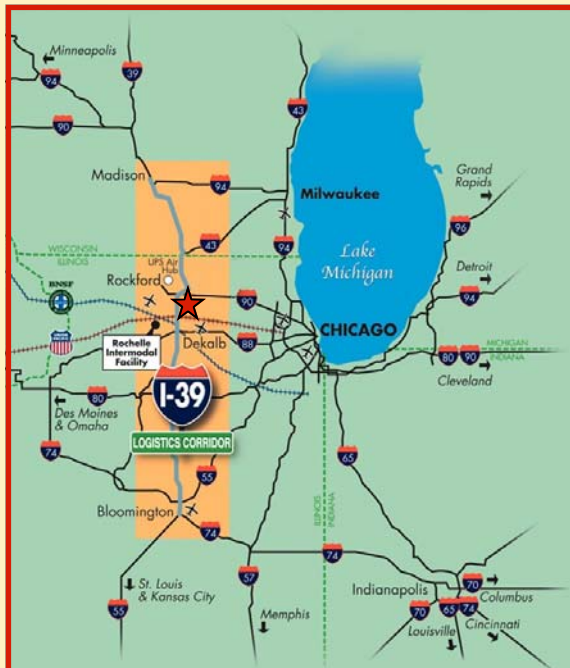 Minneapolis
94
39
90
43
Madison
94
Milwaukee
Grand
Rapids
96
43
94
WISCONSIN
ILLINOIS
UPS Air
Hub
Lake
Michigan
Rockford
Detroit
94
BNSF
90
CHICAGO
Rochelle
Intermodal
Facility
Dekalb
88
MICHIGAN
INDIANA
80
90
Cleveland
I-39
80
Des Moines
& Omaha
LOGISTICS CORRIDOR
74
55
65
Bloomington
74
ILLINOIS
INDIANA
74
57
St. Louis
& Kansas City
55
Memphis
Indianapolis
70
Columbus
70
65
74
Louisville
Cincinnati